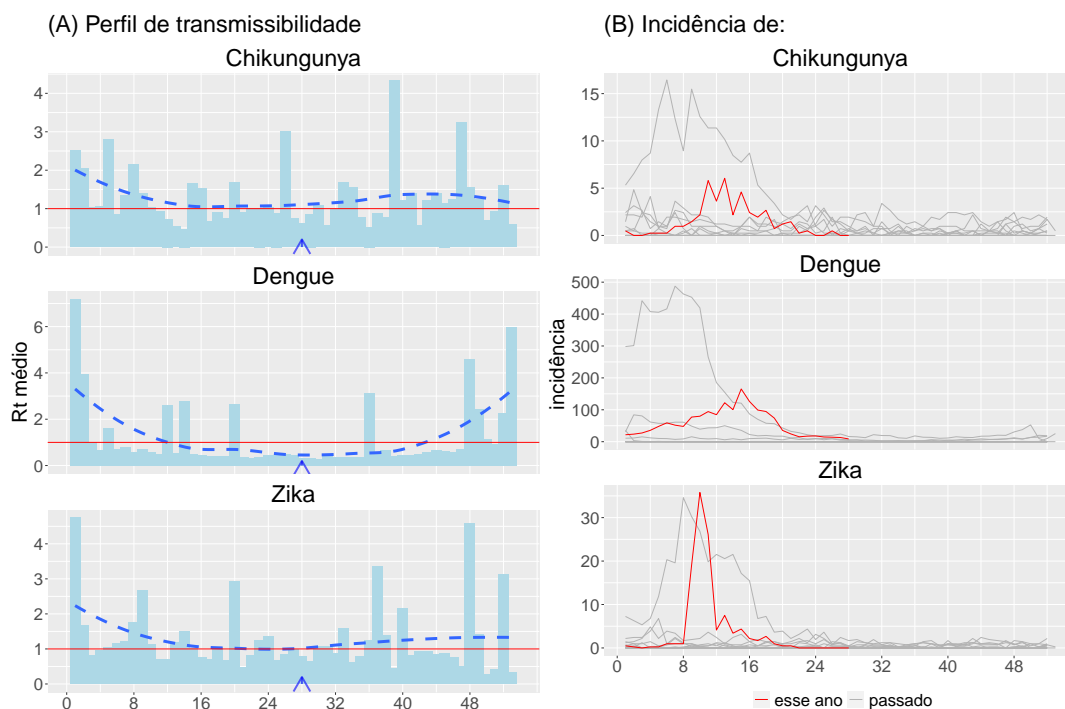 (A) Perfil de transmissibilidade
Chikungunya
4
3
2
1
0
Dengue
6
4
2
0
Zika
4
3
2
1
0
0 8 16 24 32 40 48
Rt médio
(B) Incidência de:
Chikungunya
15
10
5
0
Dengue
500
400
300
200
100
0
Zika
30
20
10
0
0 8 16 24 32 40 48
incidência
esse ano passado